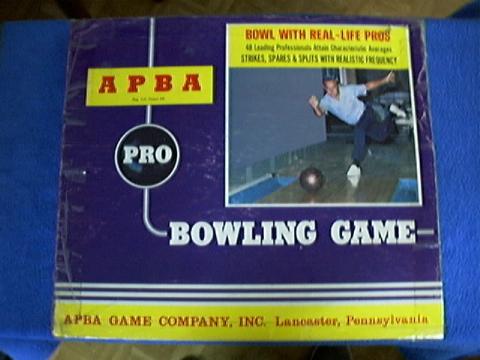 BOWL WITH REAL-LIFE PROS
48 Leading Professionals Attain Characteristic Averages
STRIKES, SPARES & SPLITS WITH REALISTIC FREQUENCY
APBA
PRO
BOWLING GAME
APBA GAME COMPANY, INC. Lancaster, Pennsylvania